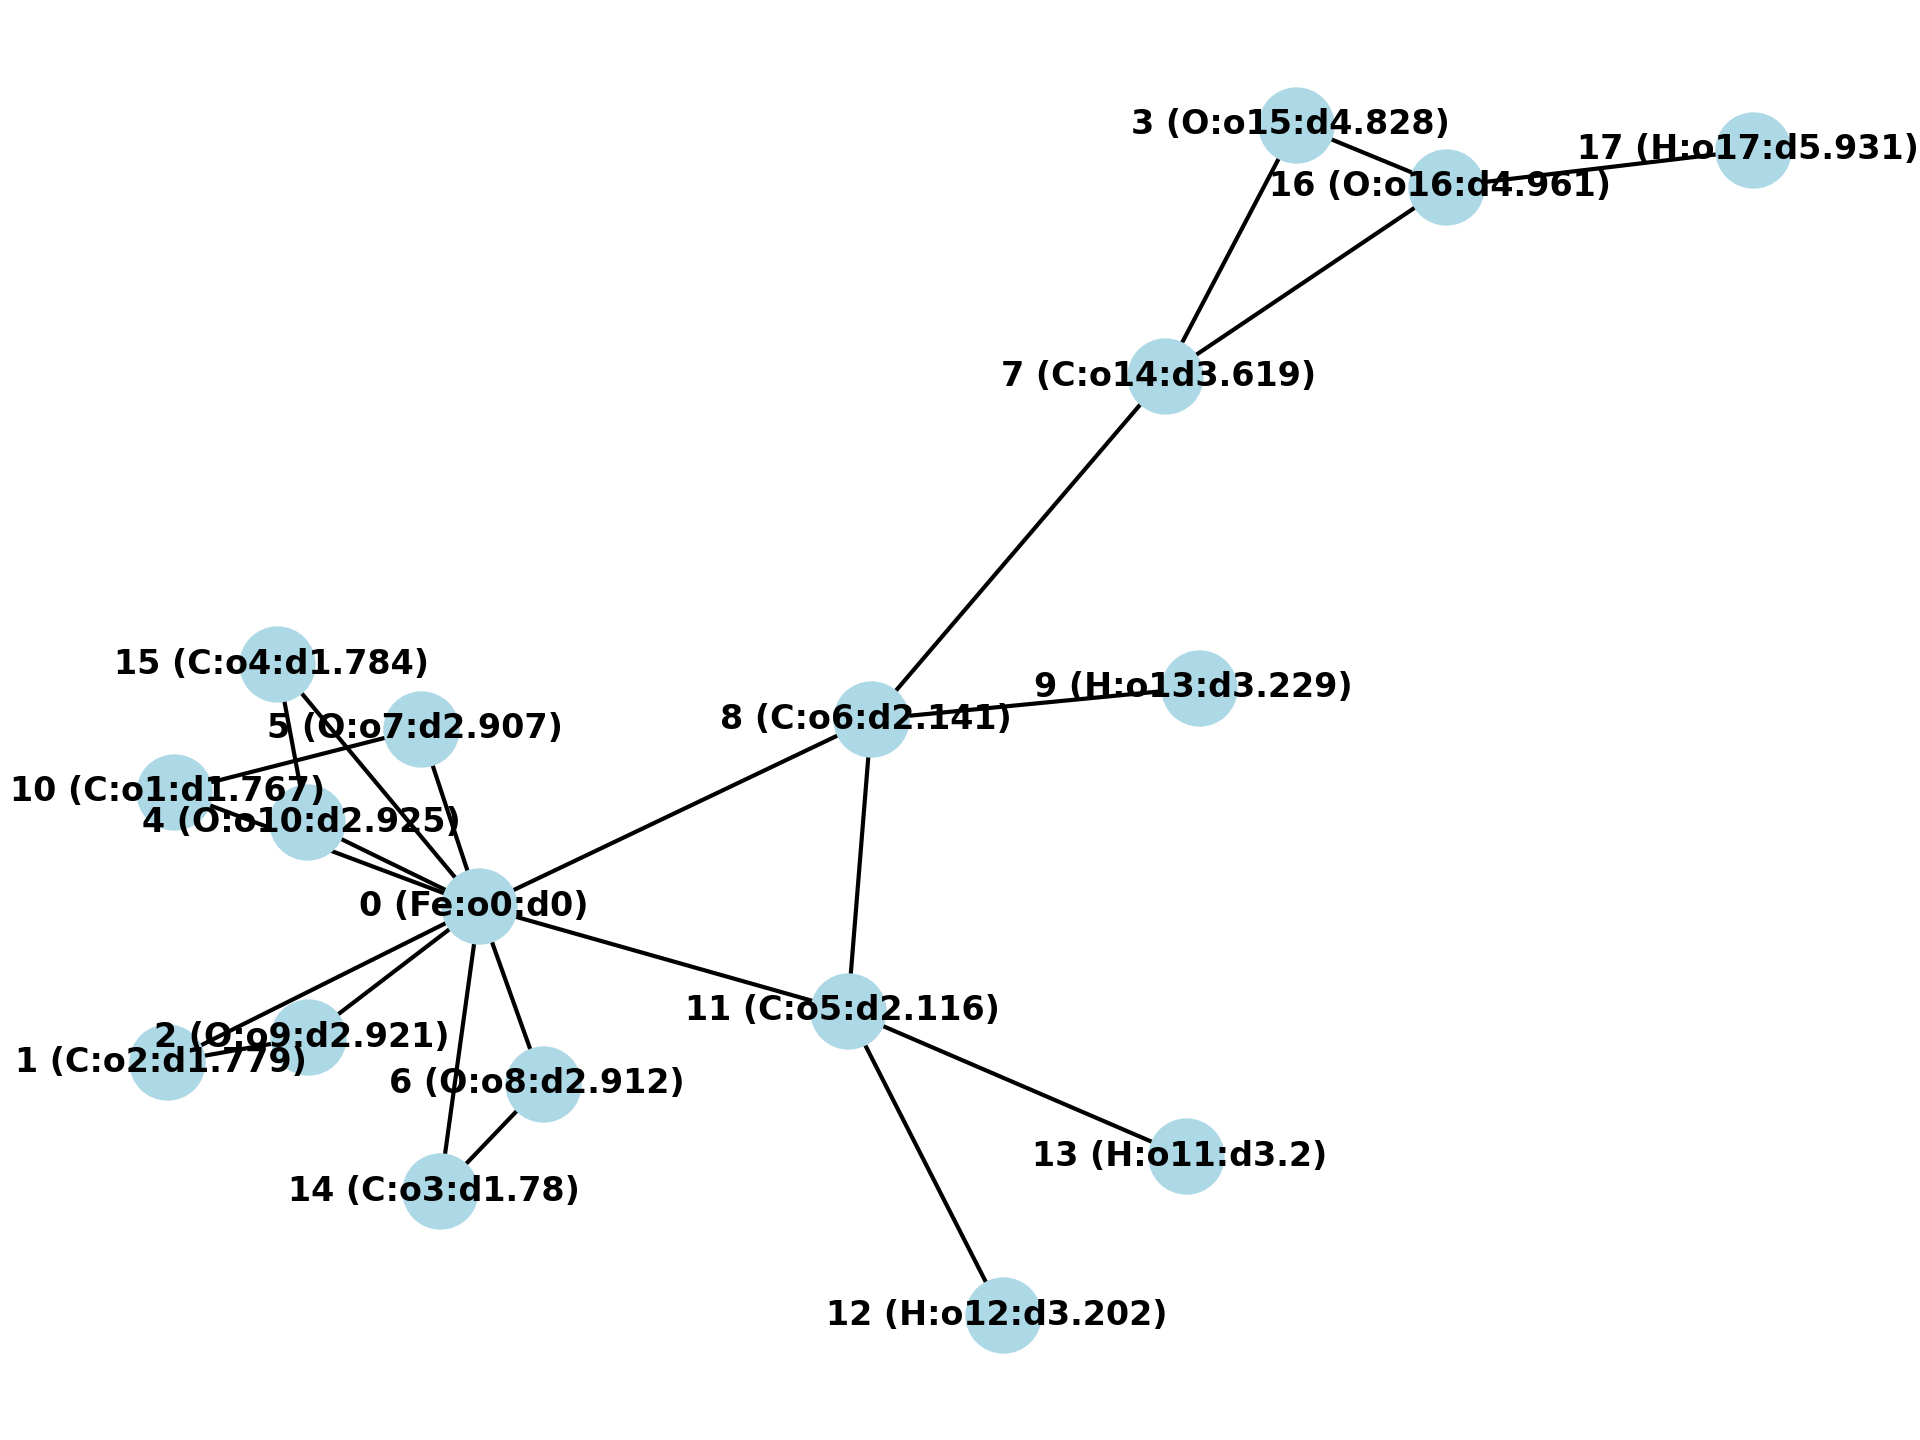 3 (O:o15:d4.828)
17 (H:o17:d5.931)
16 (O:o16:d4.961)
7 (C:o14:d3.619)
15 (C:o4:d1.784)
9 (H:o13:d3.229)
8 (C:o6:d2.141)
5 (O:o7:d2.907)
10 (C:o1:d1.767)
4 (O:o10:d2.925)
0 (Fe:o0:d0)
11 (C:o5:d2.116)
2 (O:o9:d2.921)
1 (C:o2:d1.779)
6 (O:o8:d2.912)
13 (H:o11:d3.2)
14 (C:o3:d1.78)
12 (H:o12:d3.202)